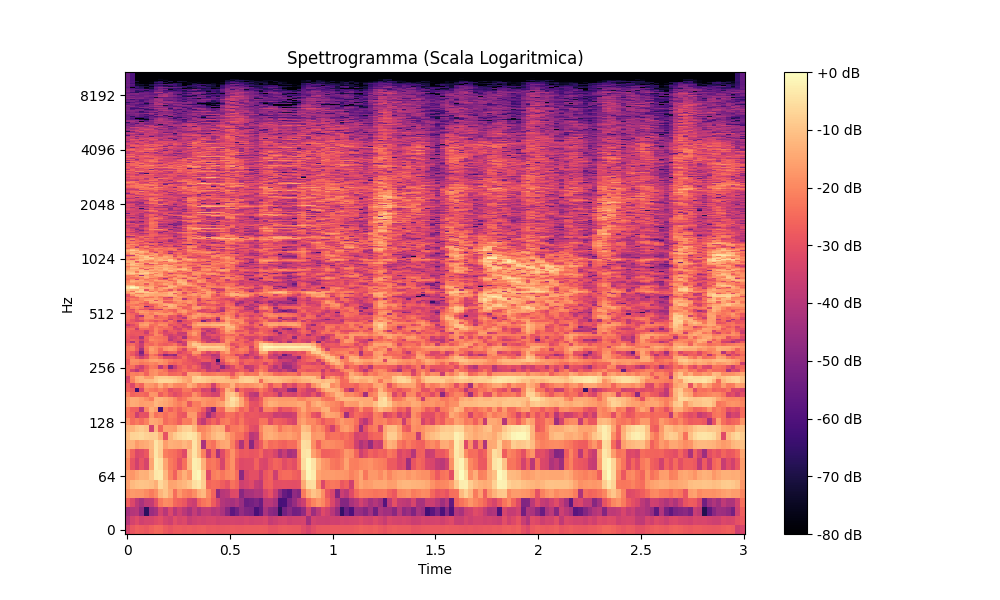 Spettrogramma (Scala Logaritmica)
Hz
8192
4096
2048
1024
512
256
128
64
0
0
0.5
1
1.5
2
2.5
3
Time
+0 dB
-10 dB
-20 dB
-30 dB
-40 dB
-50 dB
-60 dB
-70 dB
-80 dB